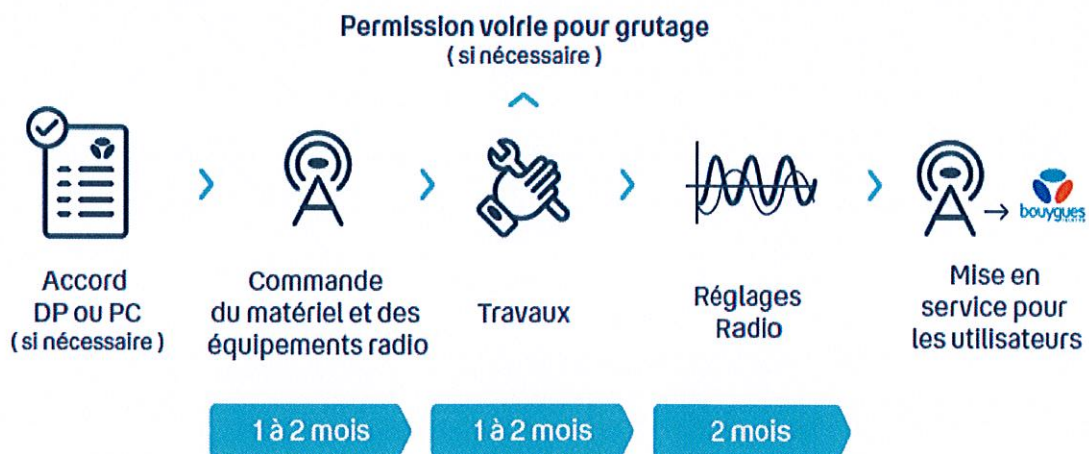 Permission voirie pour grutage
( si nécessaire )
Accord
DP ou PC
( si nécessaire )
Commande
du matériel et des
équipements radio
Travaux
Réglages
Radio
bouygues
Mise en
service pour
les utilisateurs
1 à 2 mois
1 à 2 mois
2 mois